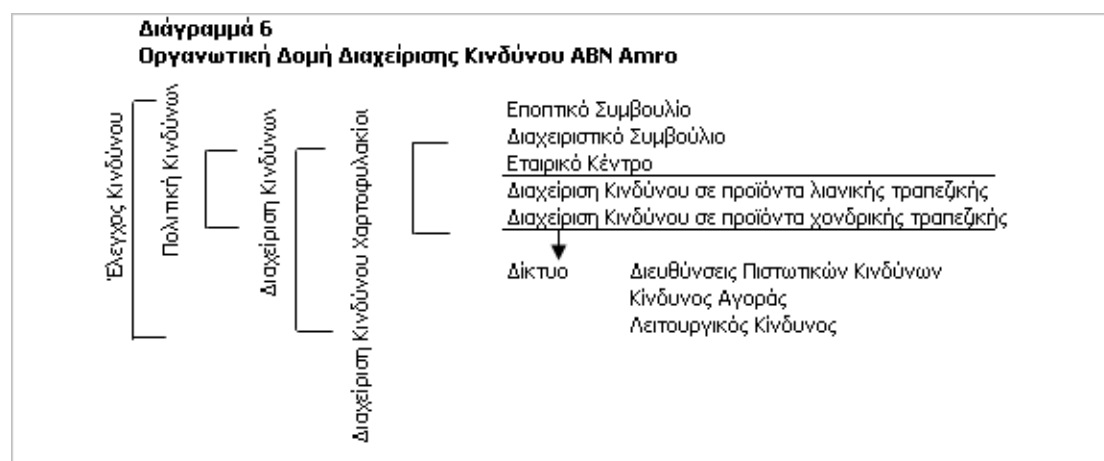 Διάγραμμά 6
Οργανωτική Δομή Διαχείρισης Κινδύνου ABN Amro
Έλεγχος Κινδύνου
Πολιτική Κινδύνων
Διαχείριση Κινδύνων
Διαχείριση Κινδύνου Χαρτοφυλακίοι
Εποπτικό Συμβουλίο
Διαχειριστικό Συμβούλιο
Εταιρικό Κέντρο
Διαχείριση Κινδύνου σε προϊόντα λιανικής τραπεζικής
Διαχείριση Κινδύνου σε προϊόντα χονδρικής τραπεζικής
Δίκτυο Διευθύνσεις Πιστωτικών Κινδύνων
Κίνδυνος Αγοράς
Λειτουργικός Κίνδυνος